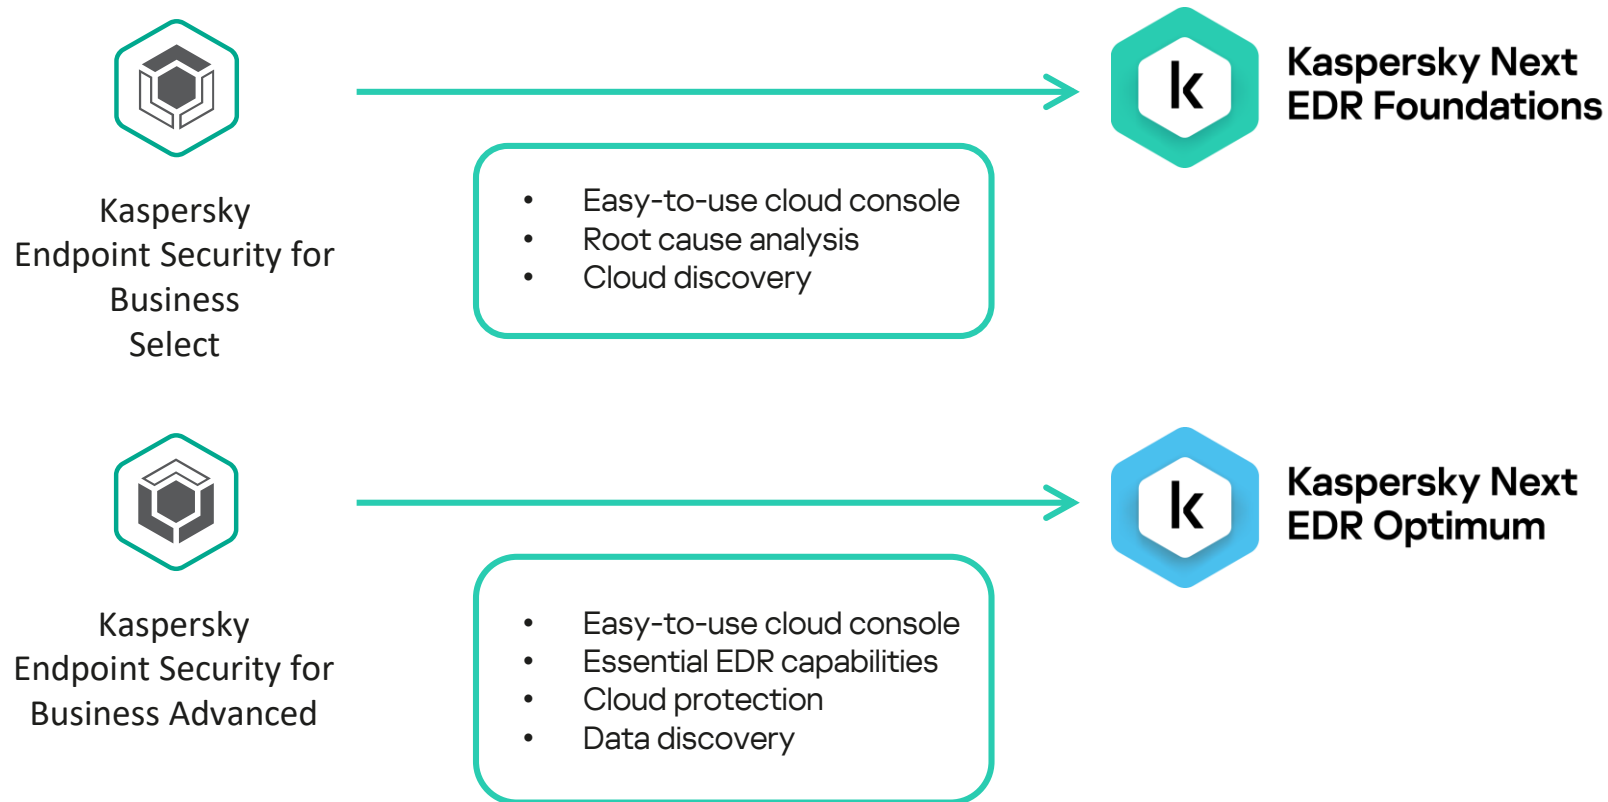 k
Kaspersky Next
EDR Foundations
Kaspersky
Endpoint Security for
Business
Select
• Easy-to-use cloud console
• Root cause analysis
• Cloud discovery
k
Kaspersky Next
EDR Optimum
Kaspersky
Endpoint Security for
Business Advanced
• Easy-to-use cloud console
• Essential EDR capabilities
• Cloud protection
• Data discovery